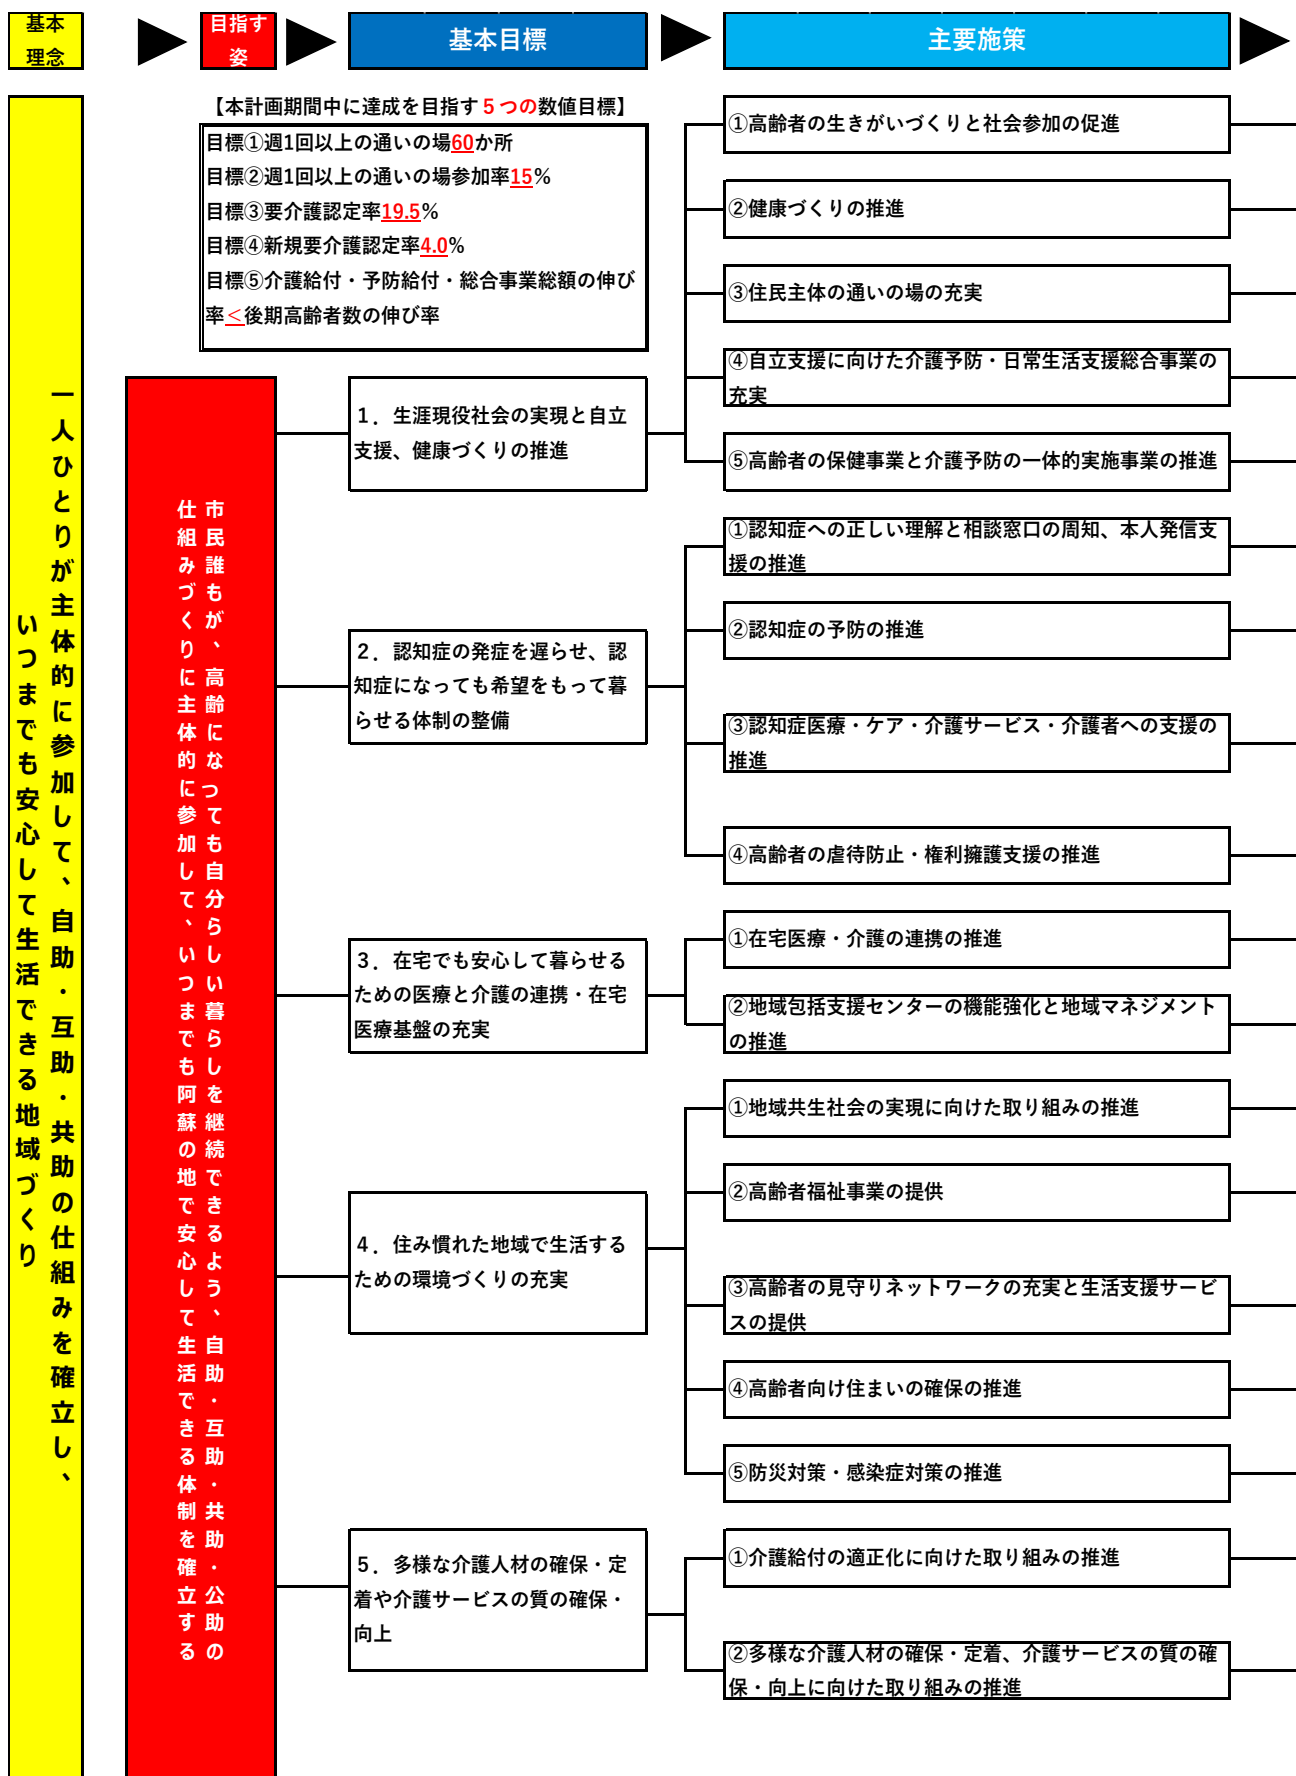 基本
理念
目指す
姿
基本目標
主要施策
一人ひとりが主体的に参加して、自助・互助・共助の仕組みを確立し、
いつまでも安心して生活できる地域づくり
市民誰もが、高齢になっても自分らしい暮らしを継続できるよう、自助・互助・共助・公助の
仕組みづくりに主体的に参加して、いつまでも阿蘇の地で安心して生活できる体制を確立する
【本計画期間中に達成を目指す５つの数値目標】
目標①週1回以上の通いの場60か所
目標②週1回以上の通いの場参加率15%
目標③要介護認定率19.5%
目標④新規要介護認定率4.0%
目標⑤介護給付・予防給付・総合事業総額の伸び
率＜後期高齢者数の伸び率
１．生涯現役社会の実現と自立
支援、健康づくりの推進
①高齢者の生きがいづくりと社会参加の促進
②健康づくりの推進
③住民主体の通いの場の充実
④自立支援に向けた介護予防・日常生活支援総合事業の
充実
⑤高齢者の保健事業と介護予防の一体的実施事業の推進
２．認知症の発症を遅らせ、認
知症になっても希望をもって暮
らせる体制の整備
①認知症への正しい理解と相談窓口の周知、本人発信支
援の推進
②認知症の予防の推進
③認知症医療・ケア・介護サービス・介護者への支援の
推進
④高齢者の虐待防止・権利擁護支援の推進
３．在宅でも安心して暮らせる
ための医療と介護の連携・在宅
医療基盤の充実
①在宅医療・介護の連携の推進
②地域包括支援センターの機能強化と地域マネジメント
の推進
４．住み慣れた地域で生活する
ための環境づくりの充実
①地域共生社会の実現に向けた取り組みの推進
②高齢者福祉事業の提供
③高齢者の見守りネットワークの充実と生活支援サービ
スの提供
④高齢者向け住まいの確保の推進
⑤防災対策・感染症対策の推進
５．多様な介護人材の確保・定
着や介護サービスの質の確保・
向上
①介護給付の適正化に向けた取り組みの推進
②多様な介護人材の確保・定着、介護サービスの質の確
保・向上に向けた取り組みの推進